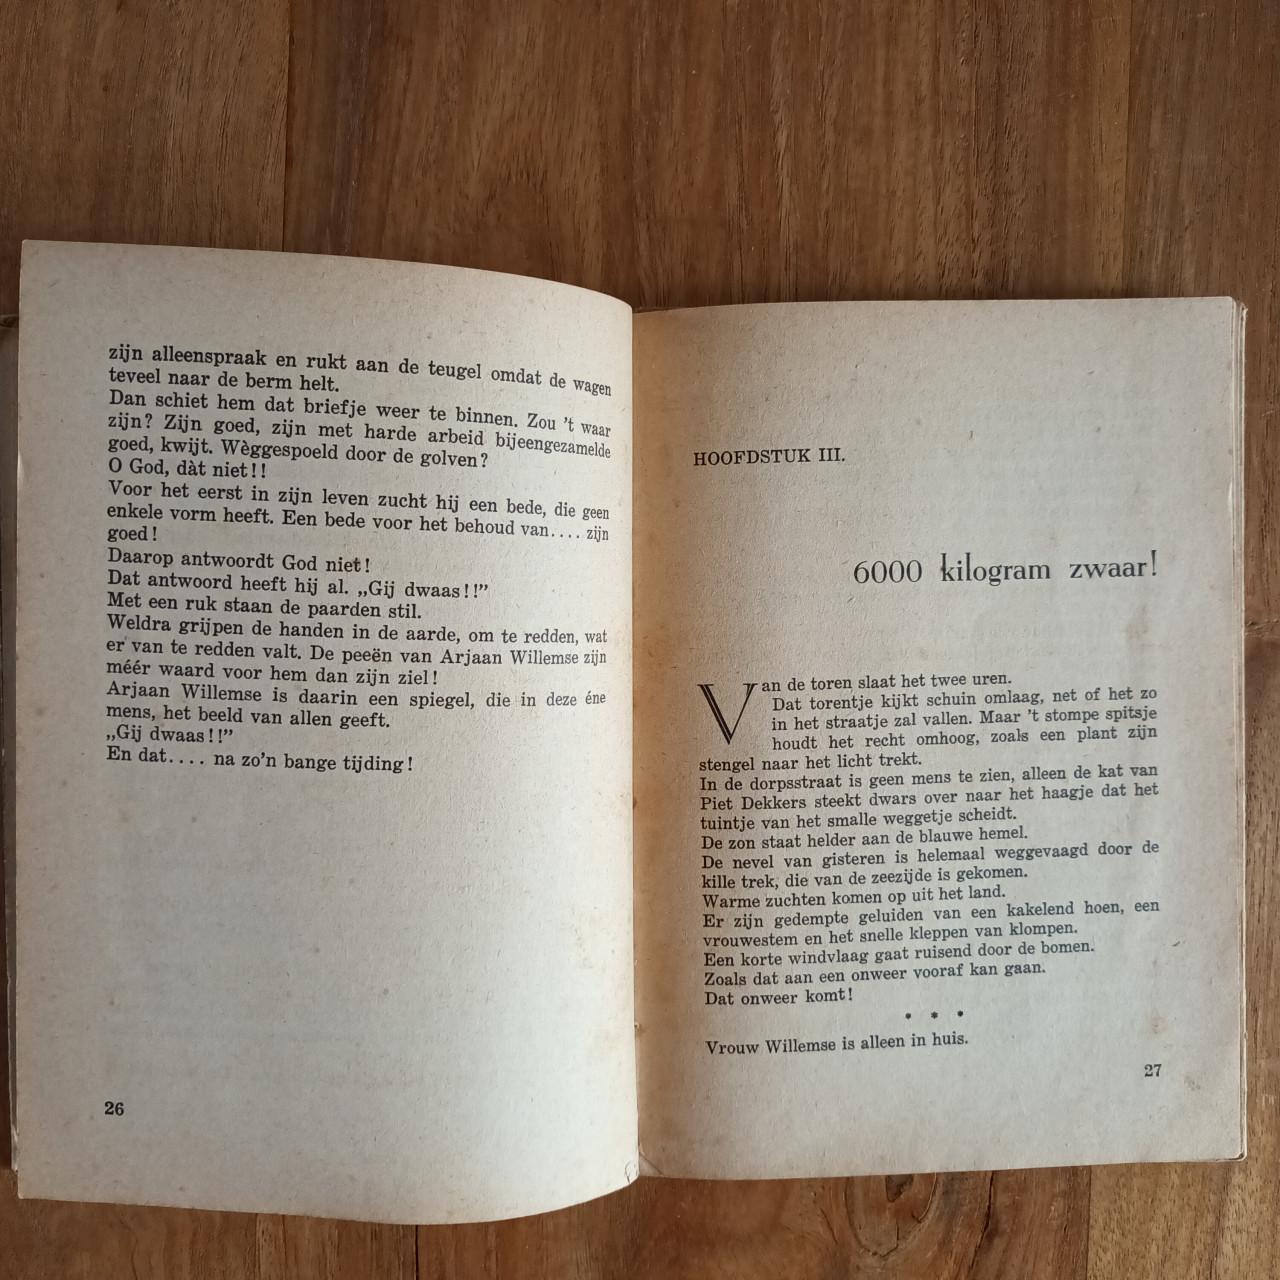 zijn alleenspraak en rukt aan de teugel omdat de wagen
teveel naar de berm helt.
Dan schiet hem dat briefje weer te binnen. Zou 't waar
zijn? Zijn goed, zijn met harde arbeid bijeengezamelde
goed, kwijt. Wèggespoeld door de golven?
O God, dàt niet!!
Voor het eerst in zijn leven zucht hij een bede, die geen
enkele vorm heeft. Een bede voor het behoud van.... zijn
goed!
Daarop antwoordt God niet!
Dat antwoord heeft hij al. „Gij dwaas!!”
Met een ruk staan de paarden stil.
Weldra grijpen de handen in de aarde, om te redden, wat
er van te redden valt. De peeën van Arjaan Willemse zijn
méér waard voor hem dan zijn ziel!
Arjaan Willemse is daarin een spiegel, die in deze éne
mens, het beeld van allen geeft.
„Gij dwaas!!”
En dat.... na zo'n bange tijding!
26
HOOFDSTUK III.
6000 kilogram zwaar!
Van de toren slaat het twee uren.
Dat torentje kijkt schuin omlaag, net of het zo
in het straatje zal vallen. Maar 't stompe spitsje
houdt het recht omhoog, zoals een plant zijn
stengel naar het licht trekt.
In de dorpsstraat is geen mens te zien, alleen de kat van
Piet Dekkers steekt dwars over naar het haagje dat het
tuintje van het smalle weggetje scheidt.
De zon staat helder aan de blauwe hemel.
De nevel van gisteren is helemaal weggevaagd door de
kille trek, die van de zeezijde is gekomen.
Warme zuchten komen op uit het land.
Er zijn gedempte geluiden van een kakelend hoen, een
vrouwestem en het snelle kleppen van klompen.
Een korte windvlaag gaat ruisend door de bomen.
Zoals dat aan een onweer vooraf kan gaan.
Dat onweer komt!
* * *
Vrouw Willemse is alleen in huis.
27